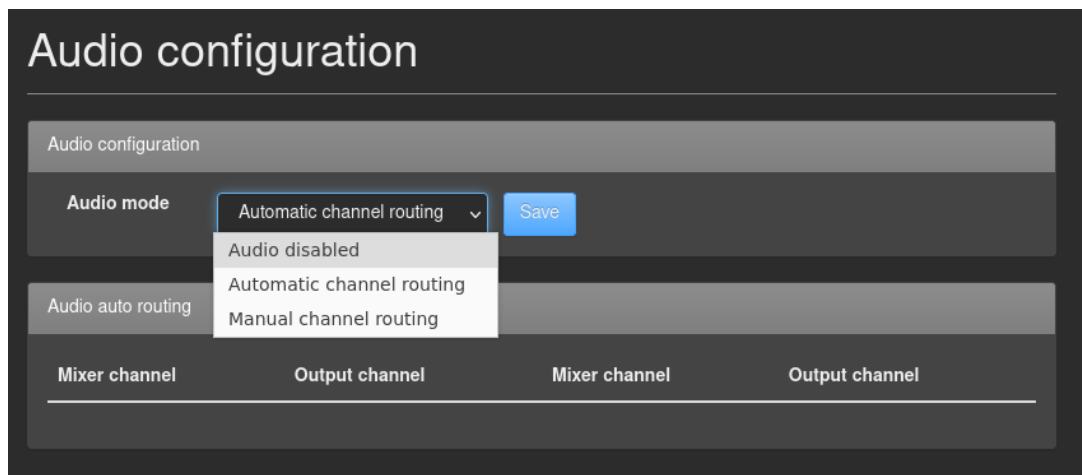 Audio configuration
Audio configuration
Audio mode
Automatic channel routing
Save
Audio disabled
Automatic channel routing
Manual channel routing
Audio auto routing
Mixer channel Output channel Mixer channel Output channel